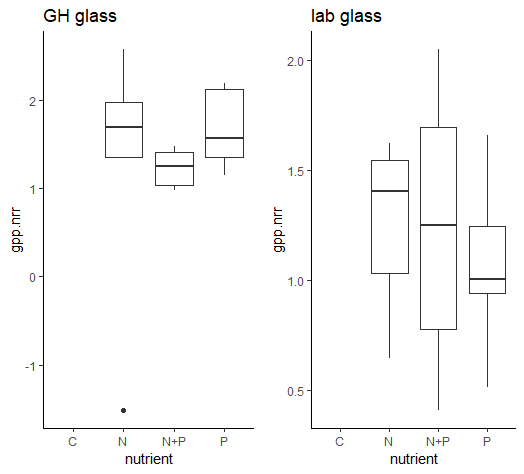 GH glass
gpp.nrr
2
1
0
-1
C N N+P P
nutrient
lab glass
gpp.nrr
2.0
1.5
1.0
0.5
C N N+P P
nutrient